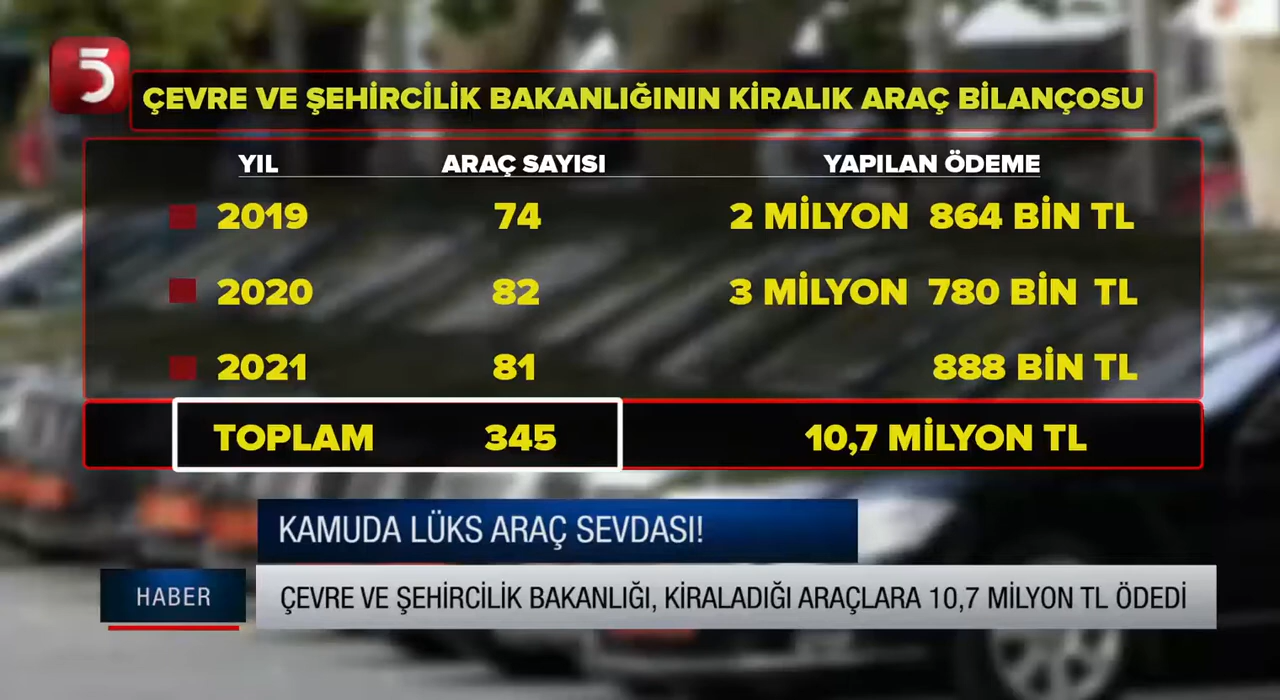 5
ÇEVRE VE ŞEHİRCİLİK BAKANLIĞININ KİRALIK ARAÇ BİLANÇOSU
YIL ARAÇ SAYISI YAPILAN ÖDEME
2019 74 2 MİLYON 864 BİN TL
2020 82 3 MİLYON 780 BİN TL
2021 81 888 BİN TL
TOPLAM 345 10,7 MİLYON TL
KAMUDA LÜKS ARAÇ SEVDASI!
HABER ÇEVRE VE ŞEHİRCİLİK BAKANLIĞI, KİRALADIĞI ARAÇLARA 10,7 MİLYON TL ÖDEDİ